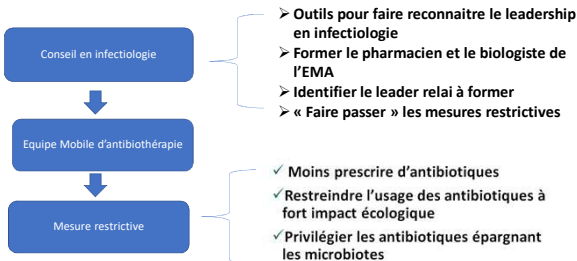 Conseil en infectiologie
➢ Outils pour faire reconnaitre le leadership
en infectiologie
➢ Former le pharmacien et le biologiste de
l'EMA
➢ Identifier le leader relai à former
➢ « Faire passer » les mesures restrictives
Equipe Mobile d'antibiothérapie
Mesure restrictive
✓ Moins prescrire d'antibiotiques
✓ Restreindre l'usage des antibiotiques à
fort impact écologique
✓ Privilégier les antibiotiques épargnant
les microbiotes